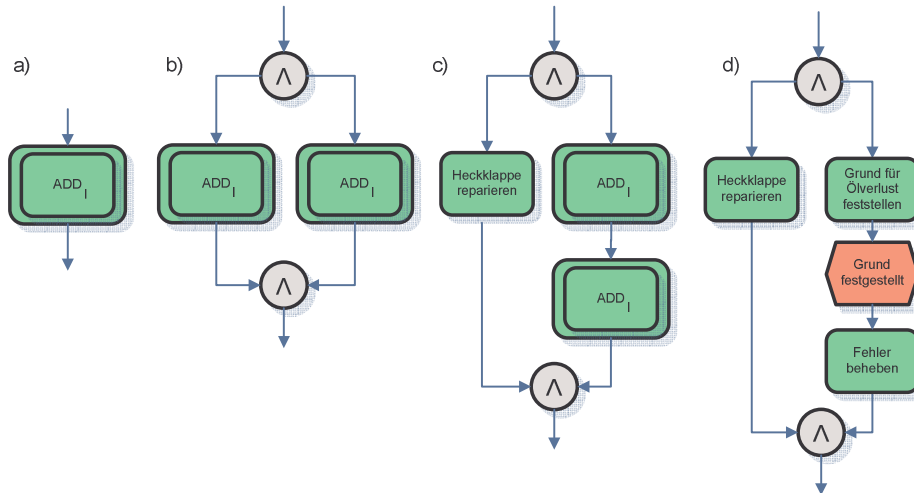 a)
ADD I
b)
Λ
ADD I
ADD I
Λ
c)
Λ
Heckklappe
reparieren
ADD I
ADD I
Λ
d)
Λ
Heckklappe
reparieren
Grund für
Ölverlust
feststellen
Grund
festgestellt
Fehler
beheben
Λ